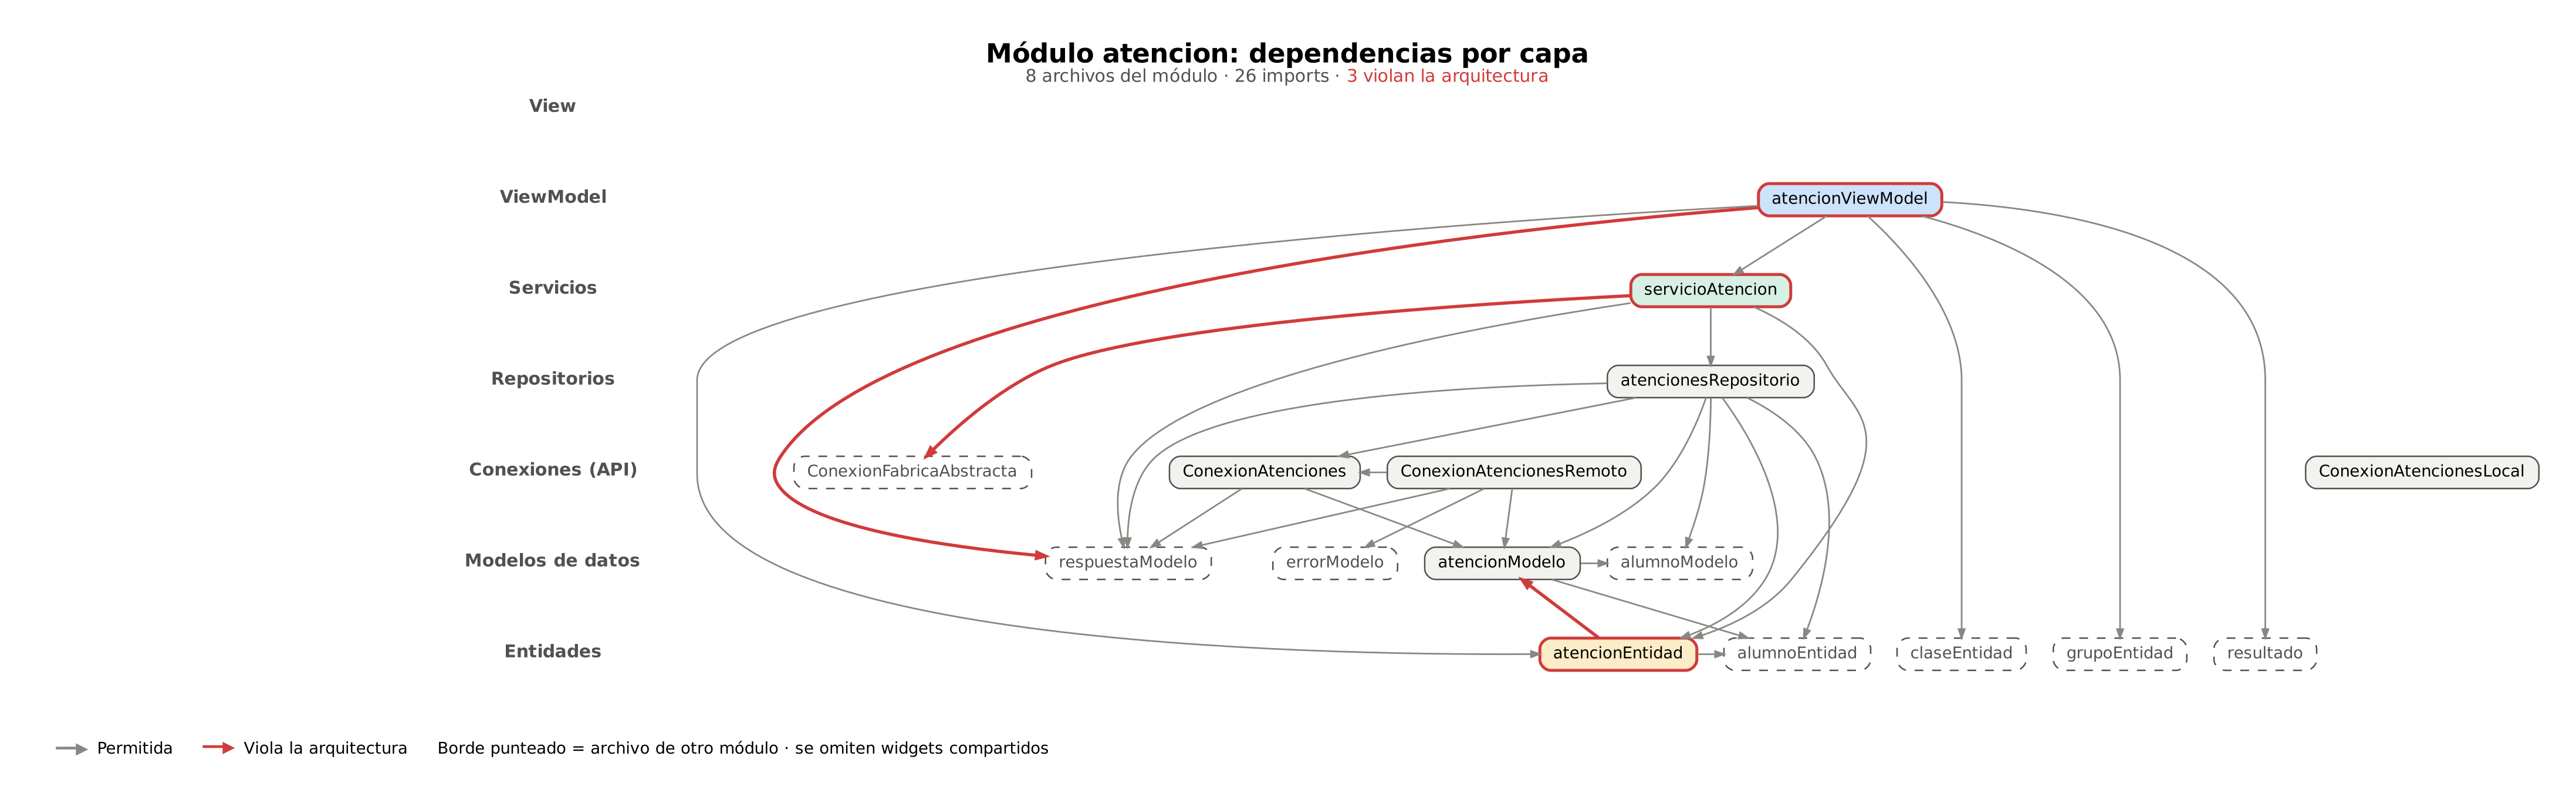 Módulo atencion: dependencias por capa
8 archivos del módulo · 26 imports · 3 violan la arquitectura
View
ViewModel
atencionViewModel
Servicios
servicioAtencion
Repositorios
atencionesRepositorio
Conexiones (API)
ConexionFabricaAbstracta
ConexionAtenciones
ConexionAtencionesRemoto
ConexionAtencionesLocal
Modelos de datos
respuestaModelo
errorModelo
atencionModelo
alumnoModelo
Entidades
atencionEntidad
alumnoEntidad
claseEntidad
grupoEntidad
resultado
Permitida
Viola la arquitectura
Borde punteado = archivo de otro módulo · se omiten widgets compartidos